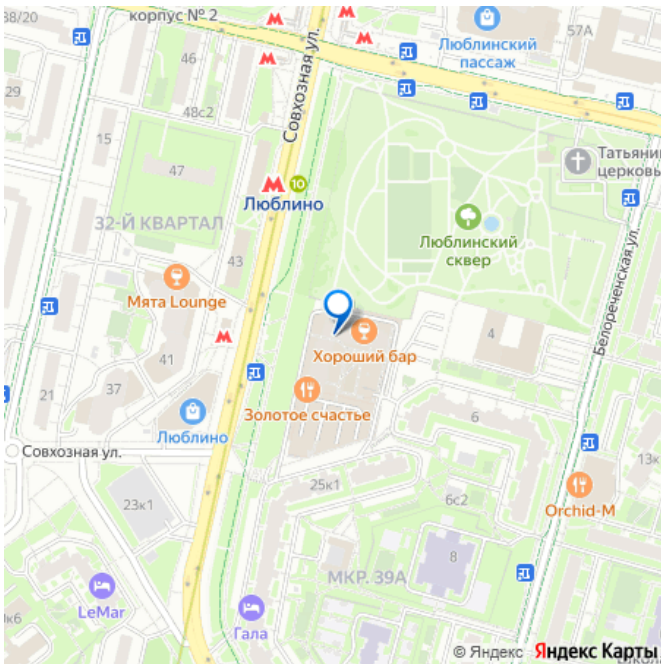 корпус № 2
38/20
46
57А
Люблинский
пассаж
Совхозная ул.
29
48с2
15
47
Татьянин
церковь
Люблино
10
32-Й КВАРТАЛ
Люблинский
сквер
Белореченская ул.
43
Мята Lounge
4
Хороший бар
41
37
21
Золотое счастье
Люблино
6
Совхозная ул.
13к
25к1
6с2
23к1
Orchid-M
8
МКР. 39А
LeMar
Гала
© Яндекс Яндекс Карты